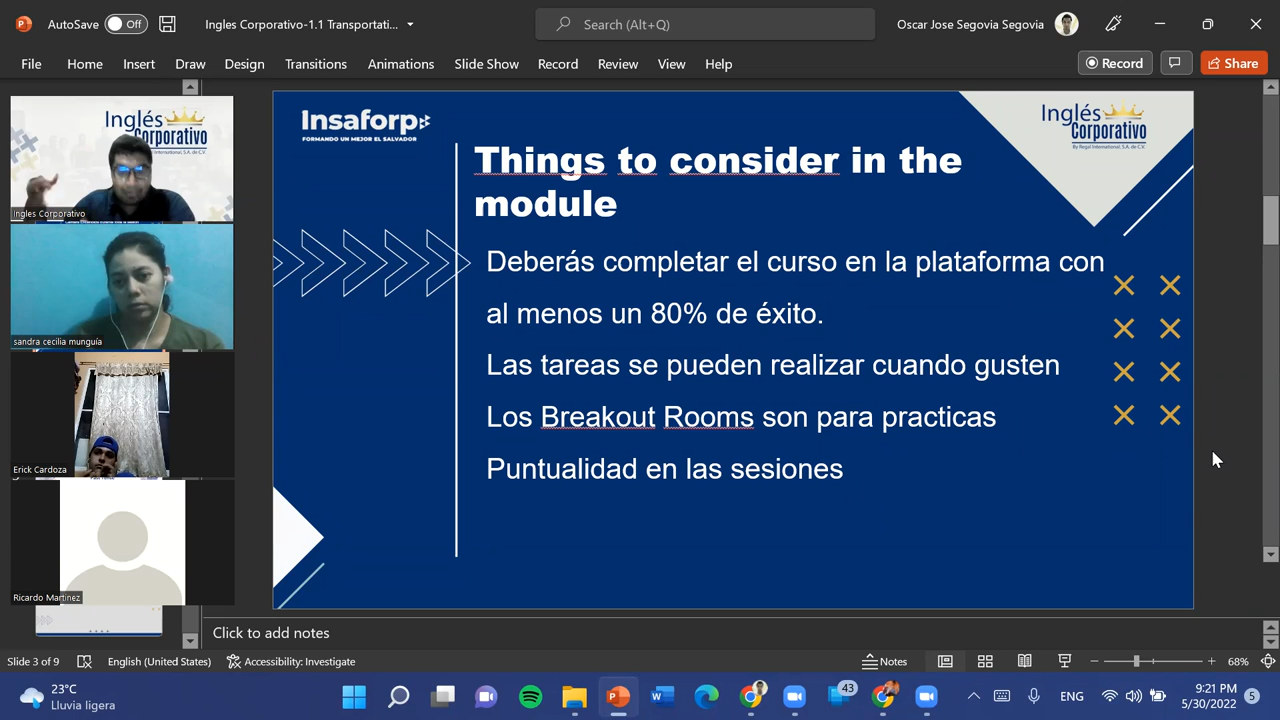 AutoSave Off
Ingles Corporativo-1.1 Transportati...
Search (Alt+Q)
Oscar Jose Segovia Segovia
File Home Insert Draw Design Transitions Animations Slide Show Record Review View Help
Record
Share
Inglés
Corporativo
Ingles Corporativo
sandra cecilia munguía
Erick Cardoza
Ricardo Martinez
Insaforp
FORMANDO UN MEJOR EL SALVADOR
Inglés
Corporativo
By Regal International, S.A. de C.V.
Things to consider in the
module
Deberás completar el curso en la plataforma con
al menos un 80% de éxito.
Las tareas se pueden realizar cuando gusten
Los Breakout Rooms son para practicas
Puntualidad en las sesiones
Click to add notes
Slide 3 of 9
English (United States)
Accessibility: Investigate
Notes
68%
23°C
Lluvia ligera
43
ENG
9:21 PM
5/30/2022
5